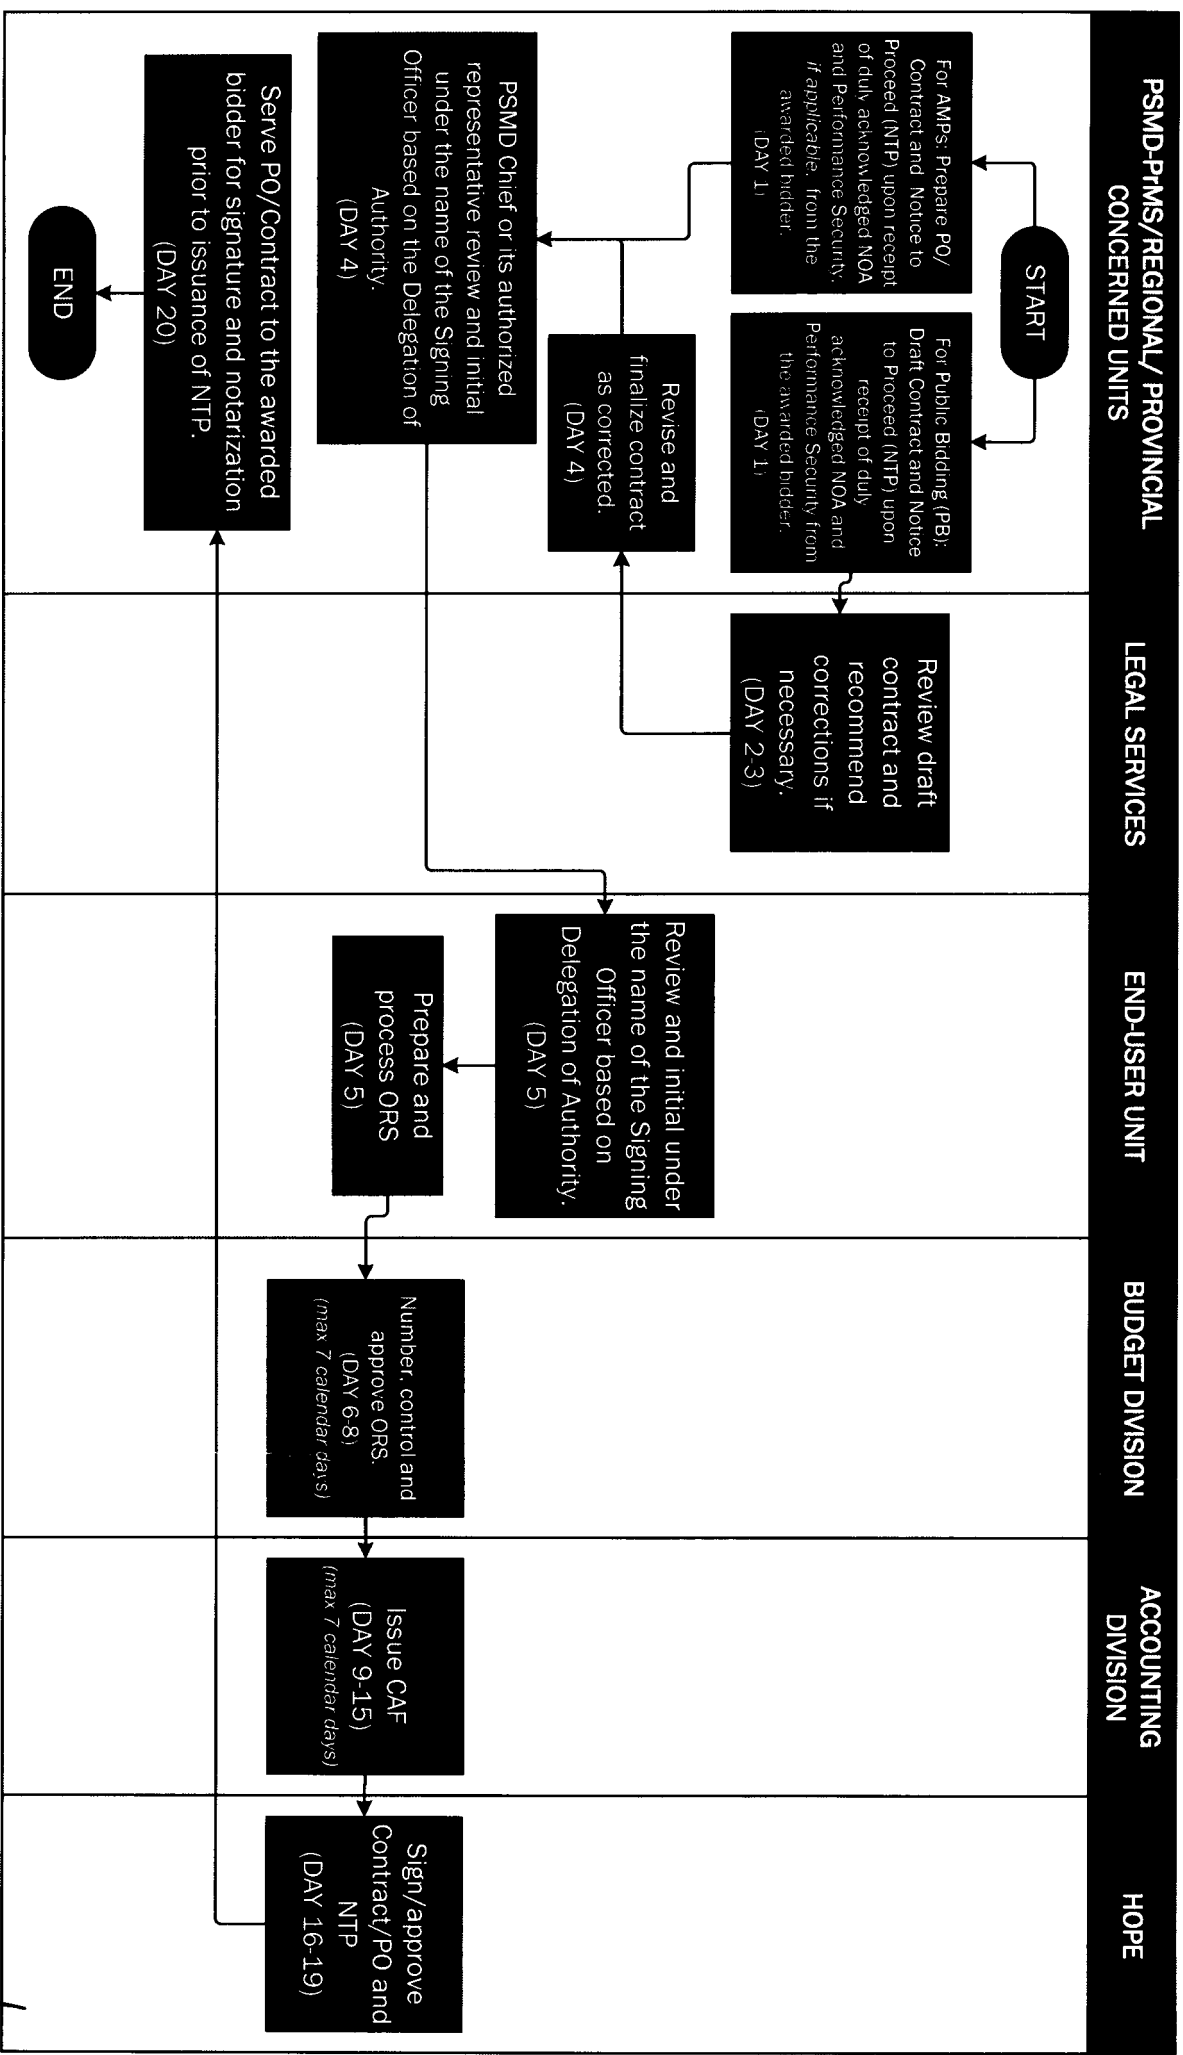 PSMD-PrMS/REGIONAL/ PROVINCIAL
CONCERNED UNITS
LEGAL SERVICES
END-USER UNIT
BUDGET DIVISION
ACCOUNTING
DIVISION
HOPE
START
For AMPs: Prepare PO/
Contract and Notice to
Proceed (NTP) upon receipt
of duly acknowledged NOA
and Performance Security,
if applicable, from the
awarded bidder.
(DAY 1)
For Public Bidding (PB):
Draft Contract and Notice
to Proceed (NTP) upon
receipt of duly
acknowledged NOA and
Performance Security from
the awarded bidder.
(DAY 1)
Review draft
contract and
recommend
corrections if
necessary.
(DAY 2-3)
Revise and
finalize contract
as corrected.
(DAY 4)
PSMD Chief or its authorized
representative review and initial
under the name of the Signing
Officer based on the Delegation of
Authority.
(DAY 4)
Review and initial under
the name of the Signing
Officer based on
Delegation of Authority.
(DAY 5)
Prepare and
process ORS
(DAY 5)
Number, control and
approve ORS.
(DAY 6-8)
(max 7 calendar days)
Issue CAF
(DAY 9-15)
(max 7 calendar days)
Sign/approve
Contract/PO and
NTP
(DAY 16-19)
Serve PO/Contract to the awarded
bidder for signature and notarization
prior to issuance of NTP.
(DAY 20)
END